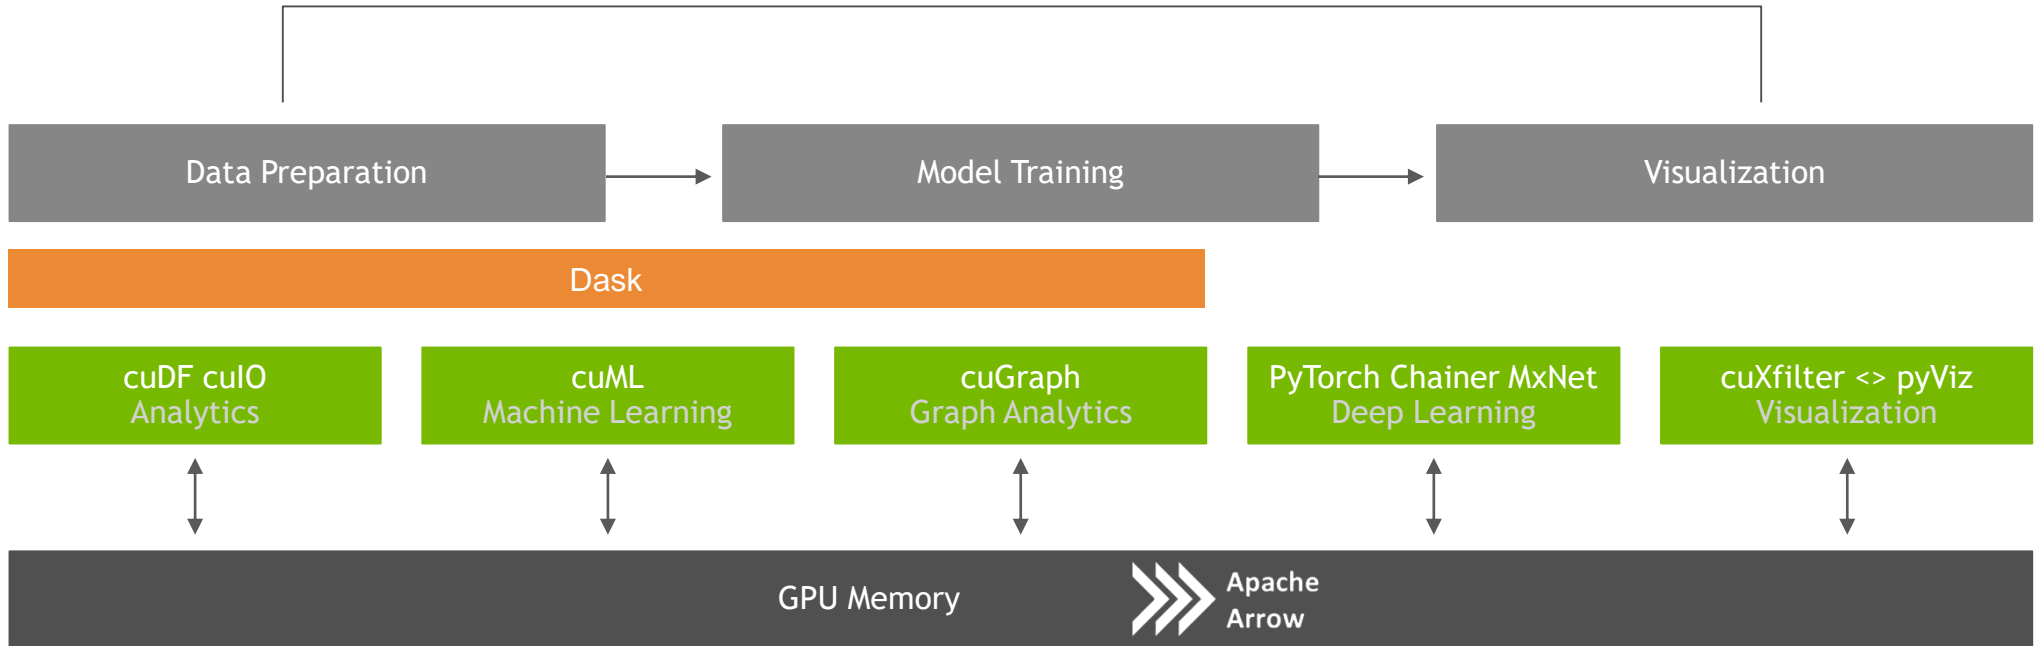 Data Preparation
Model Training
Visualization
Dask
cuDF cuIO
Analytics
cuML
Machine Learning
cuGraph
Graph Analytics
PyTorch Chainer MxNet
Deep Learning
cuXfilter <> pyViz
Visualization
GPU Memory
Apache
Arrow